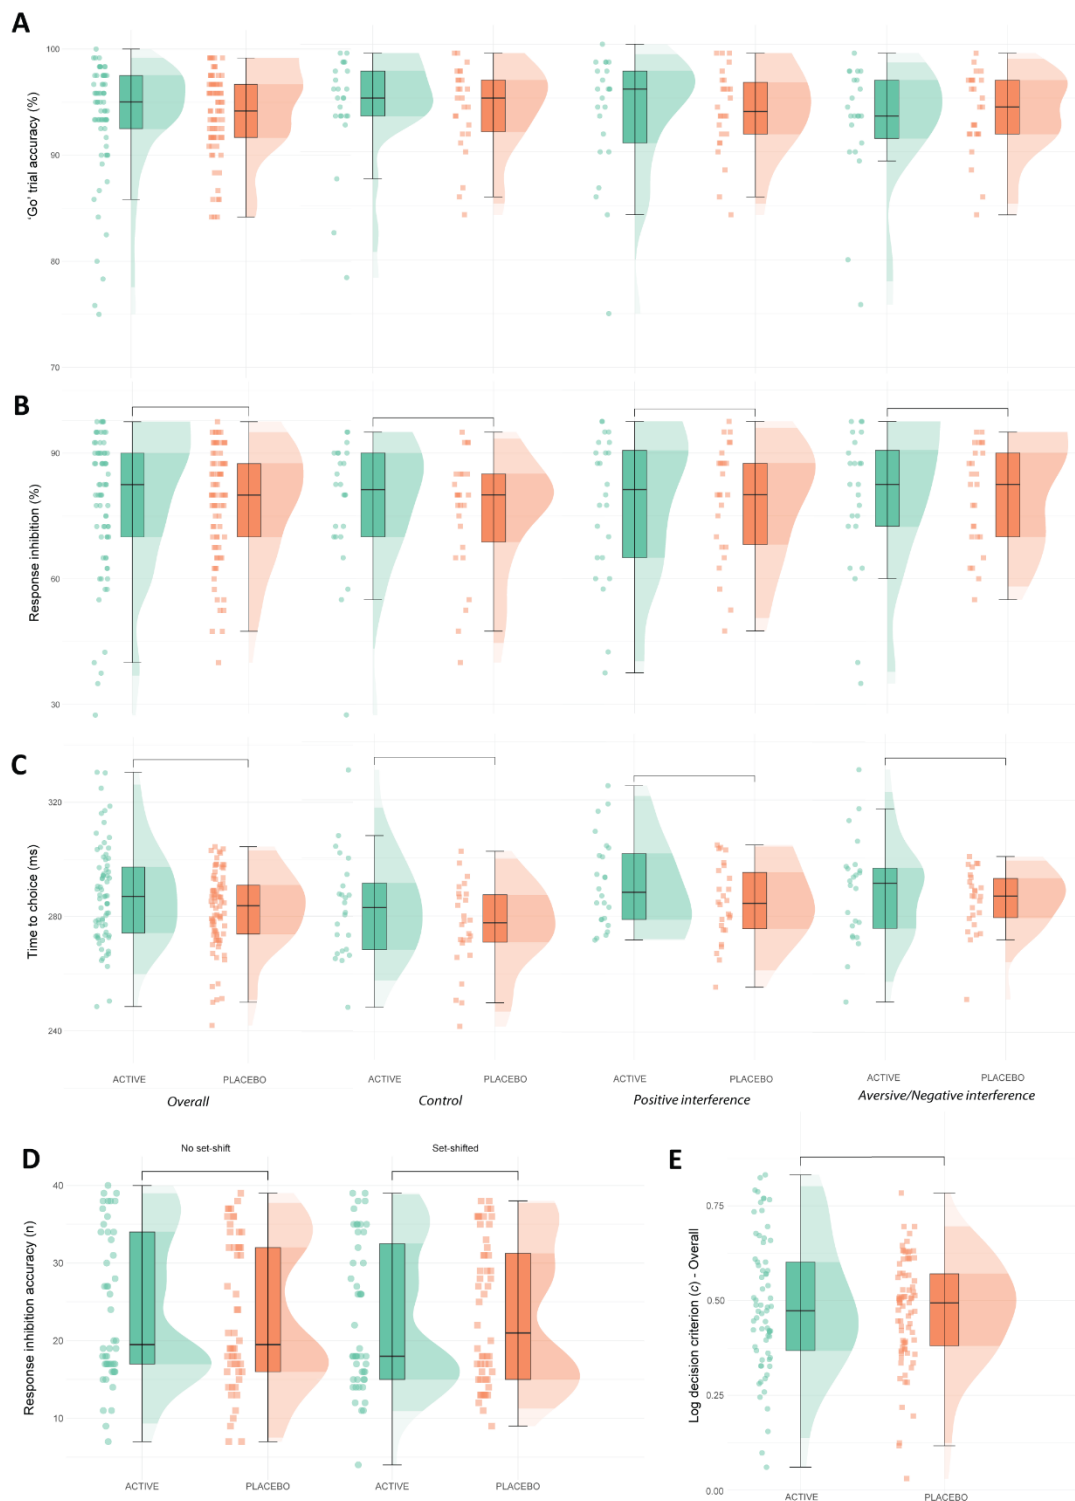 A
'Go' trial accuracy (%)
100
90
80
70
B
Response inhibition (%)
90
60
30
C
Time to choice (ms)
320
280
240
ACTIVE PLACEBO ACTIVE PLACEBO ACTIVE PLACEBO ACTIVE PLACEBO
Overall Control Positive interference Aversive/Negative interference
D
No set-shift Set-shifted
Response inhibition accuracy (n)
40
30
20
10
ACTIVE PLACEBO ACTIVE PLACEBO
E
Log decision criterion (c) - Overall
0.75
0.50
0.25
0.00
ACTIVE PLACEBO